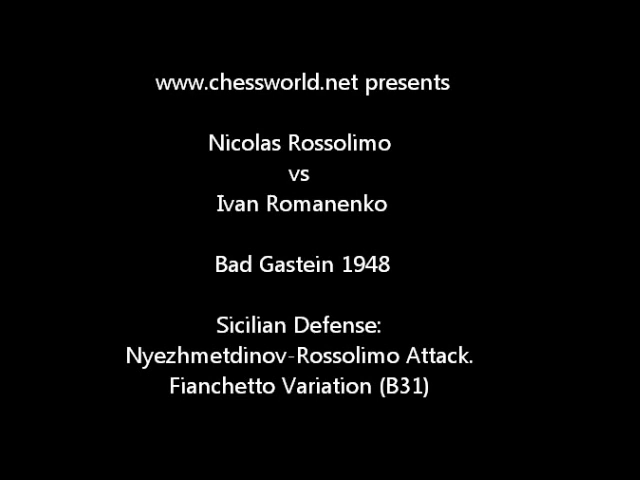 www.chessworld.net presents
Nicolas Rossolimo
vs
Ivan Romanenko
Bad Gastein 1948
Sicilian Defense:
Nyezhmetdinov-Rossolimo Attack.
Fianchetto Variation (B31)